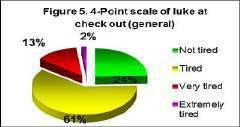 Figure 5. 4-Point scale of luke at
check out (general)
2%
13%
24%
61%
Not tired
Tired
Very tired
Extremely
tired